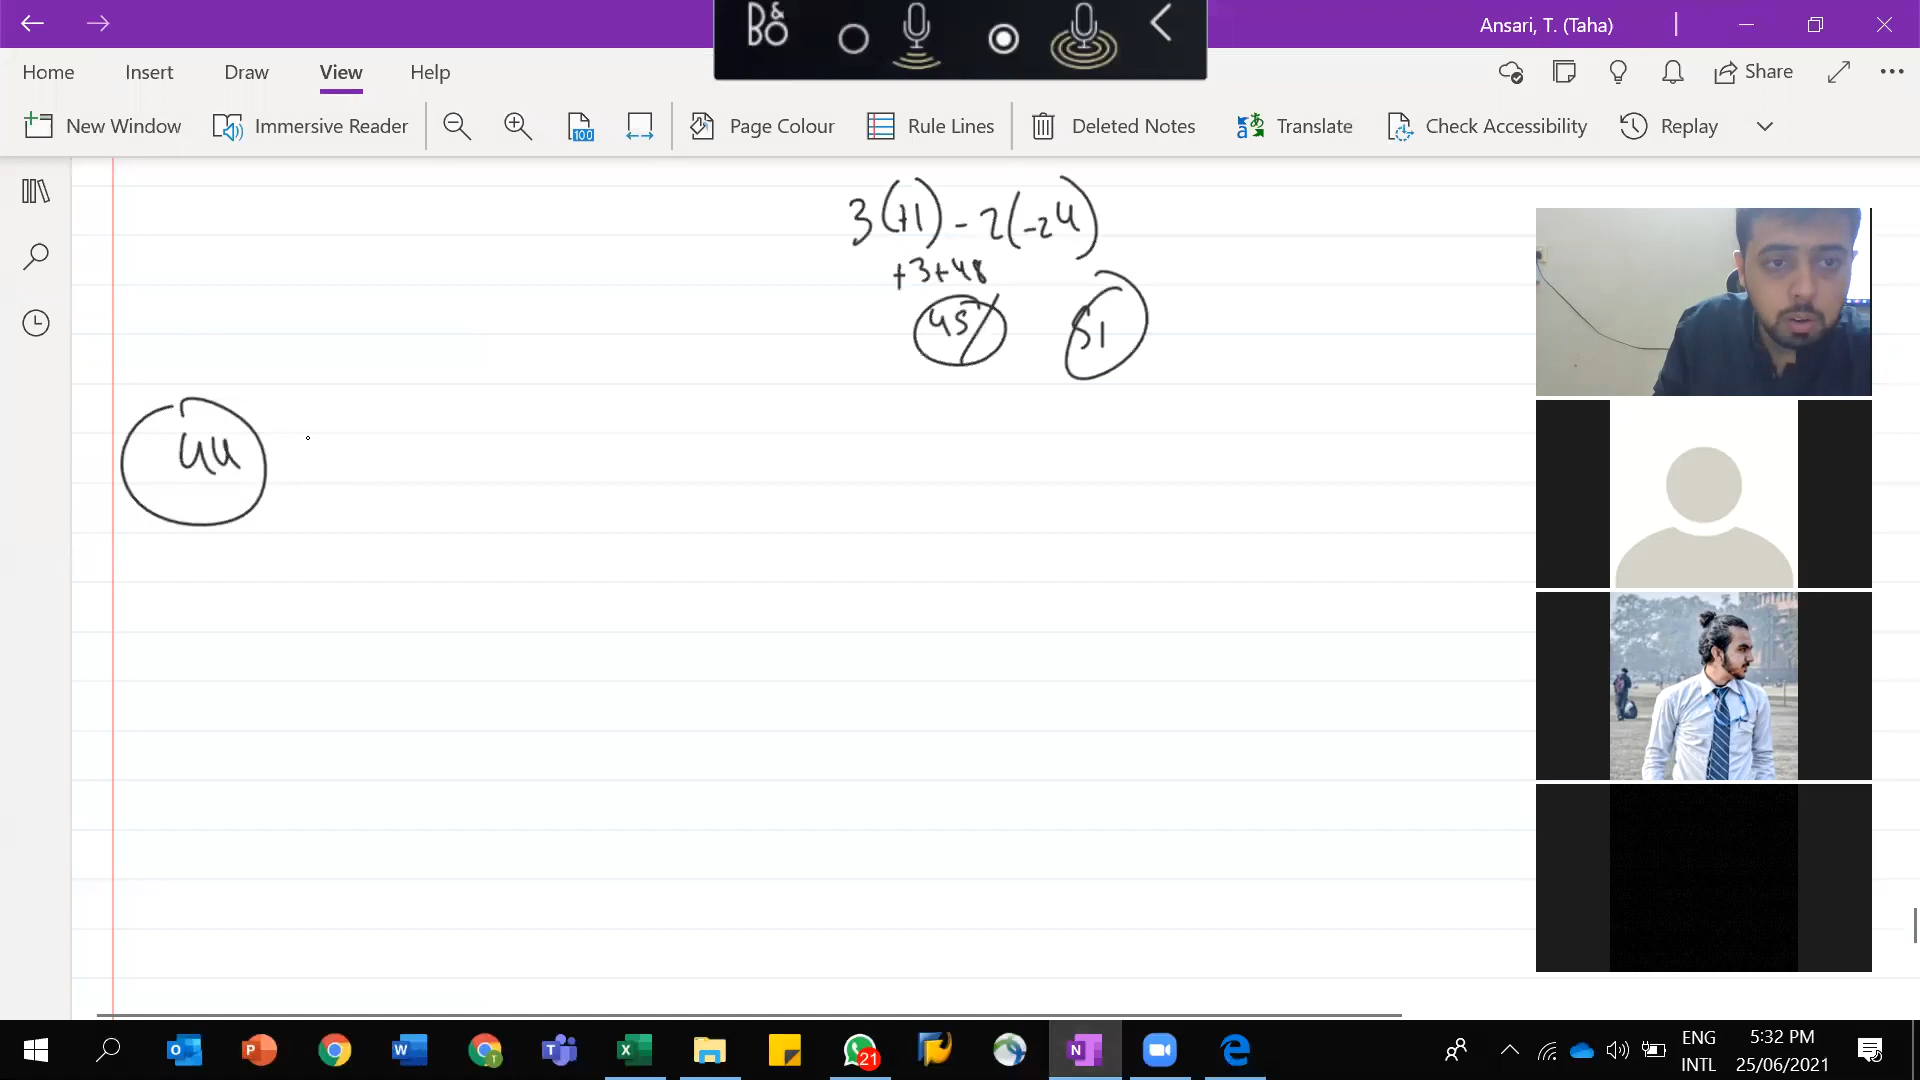 B&O
Ansari, T. (Taha)
Home Insert Draw View Help Share
New Window Immersive Reader 100 Page Colour Rule Lines Deleted Notes Translate Check Accessibility Replay
3(+1)-2(-24)
+3+48
45 51
44
21
ENG 5:32 PM
INTL 25/06/2021